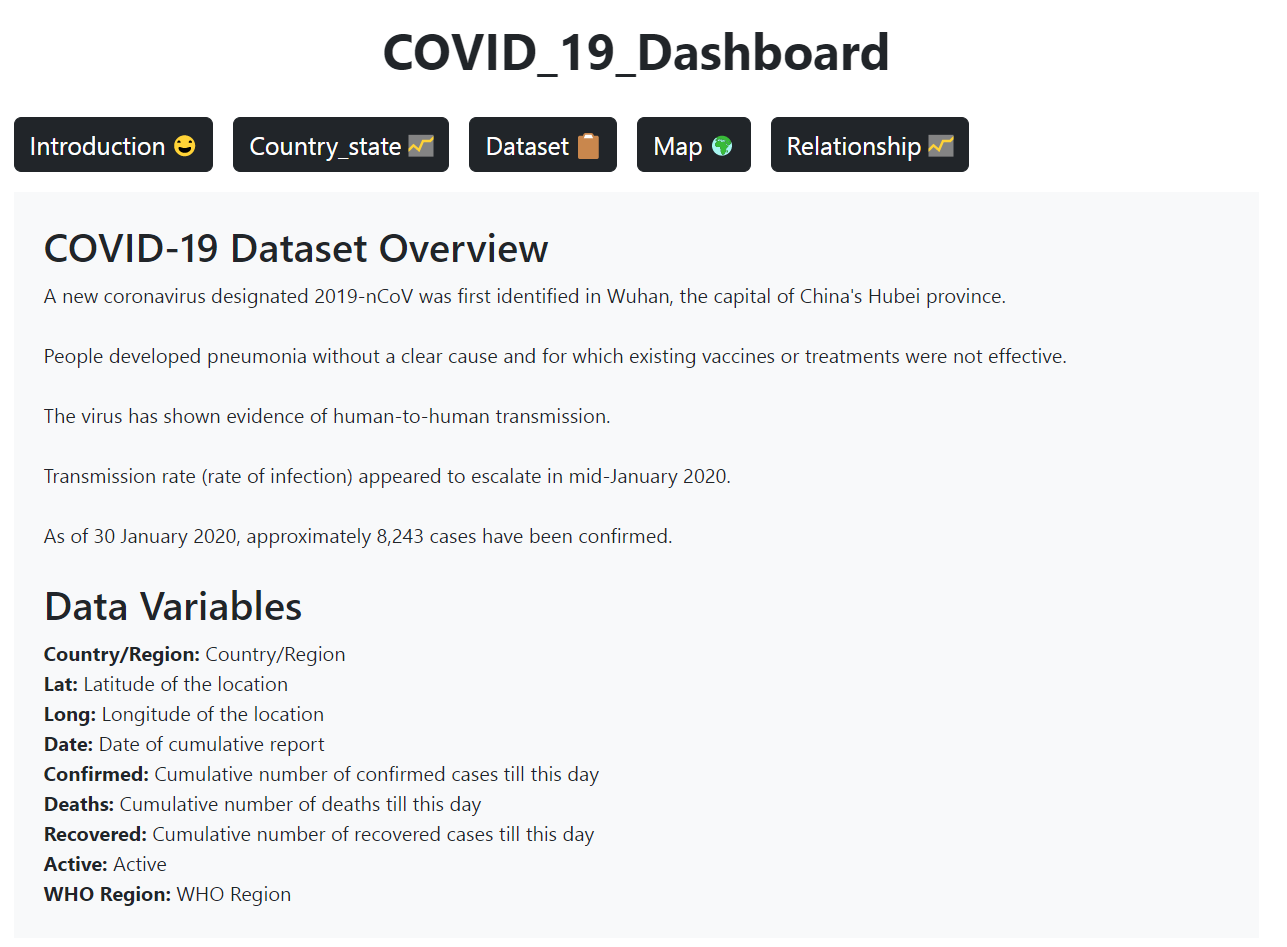 COVID_19_Dashboard
Introduction 😄 Country_state 📈 Dataset 📋 Map 🌍 Relationship 📈
COVID-19 Dataset Overview
A new coronavirus designated 2019-nCoV was first identified in Wuhan, the capital of China's Hubei province.
People developed pneumonia without a clear cause and for which existing vaccines or treatments were not effective.
The virus has shown evidence of human-to-human transmission.
Transmission rate (rate of infection) appeared to escalate in mid-January 2020.
As of 30 January 2020, approximately 8,243 cases have been confirmed.
Data Variables
Country/Region: Country/Region
Lat: Latitude of the location
Long: Longitude of the location
Date: Date of cumulative report
Confirmed: Cumulative number of confirmed cases till this day
Deaths: Cumulative number of deaths till this day
Recovered: Cumulative number of recovered cases till this day
Active: Active
WHO Region: WHO Region